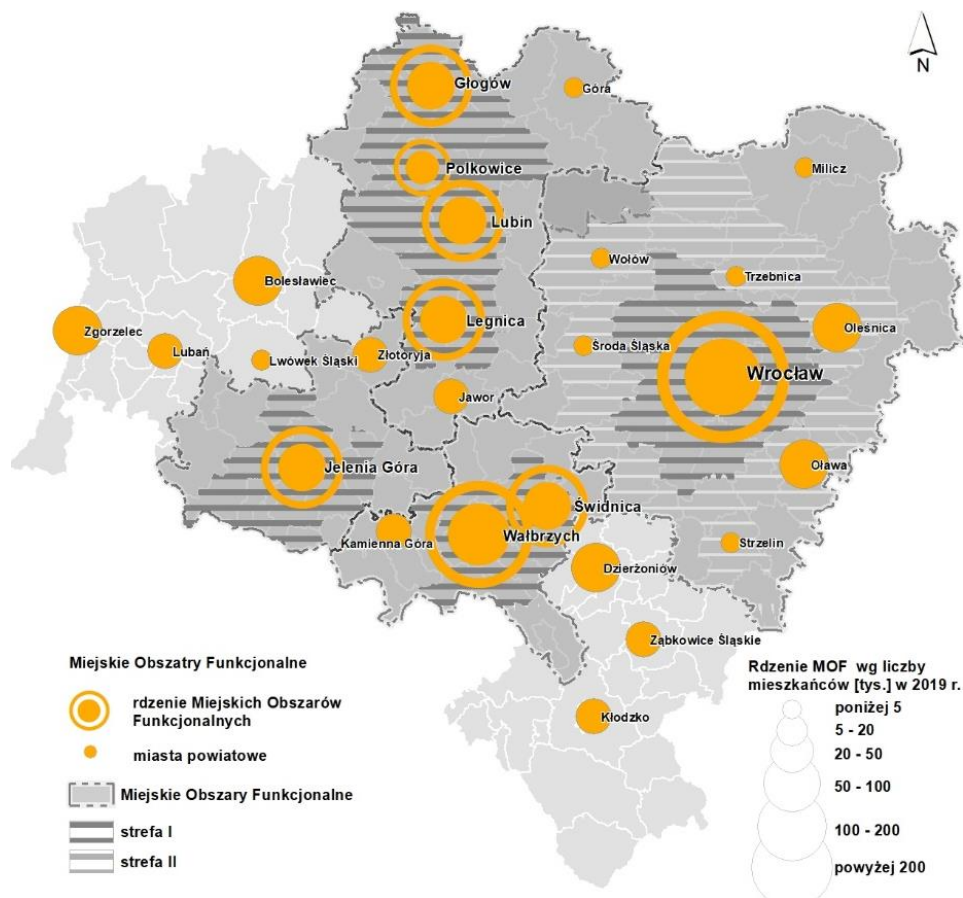 Głogów
Góra
N
Polkowice
Milicz
Lubin
Wołów
Trzebnica
Bolesławiec
Zgorzelec
Legnica
Oleśnica
Lubań
Lwówek Śląski
Złotoryja
Środa Śląska
Wrocław
Jawor
Jelenia Góra
Oława
Świdnica
Kamienna Góra
Wałbrzych
Strzelin
Dzierżoniów
Ząbkowice Śląskie
Kłodzko
Miejskie Obszatry Funkcjonalne
rdzenie Miejskich Obszarów
Funkcjonalnych
miasta powiatowe
Miejskie Obszary Funkcjonalne
strefa I
strefa II
Rdzenie MOF wg liczby
mieszkańców [tys.] w 2019 r.
poniżej 5
5 - 20
20 - 50
50 - 100
100 - 200
powyżej 200